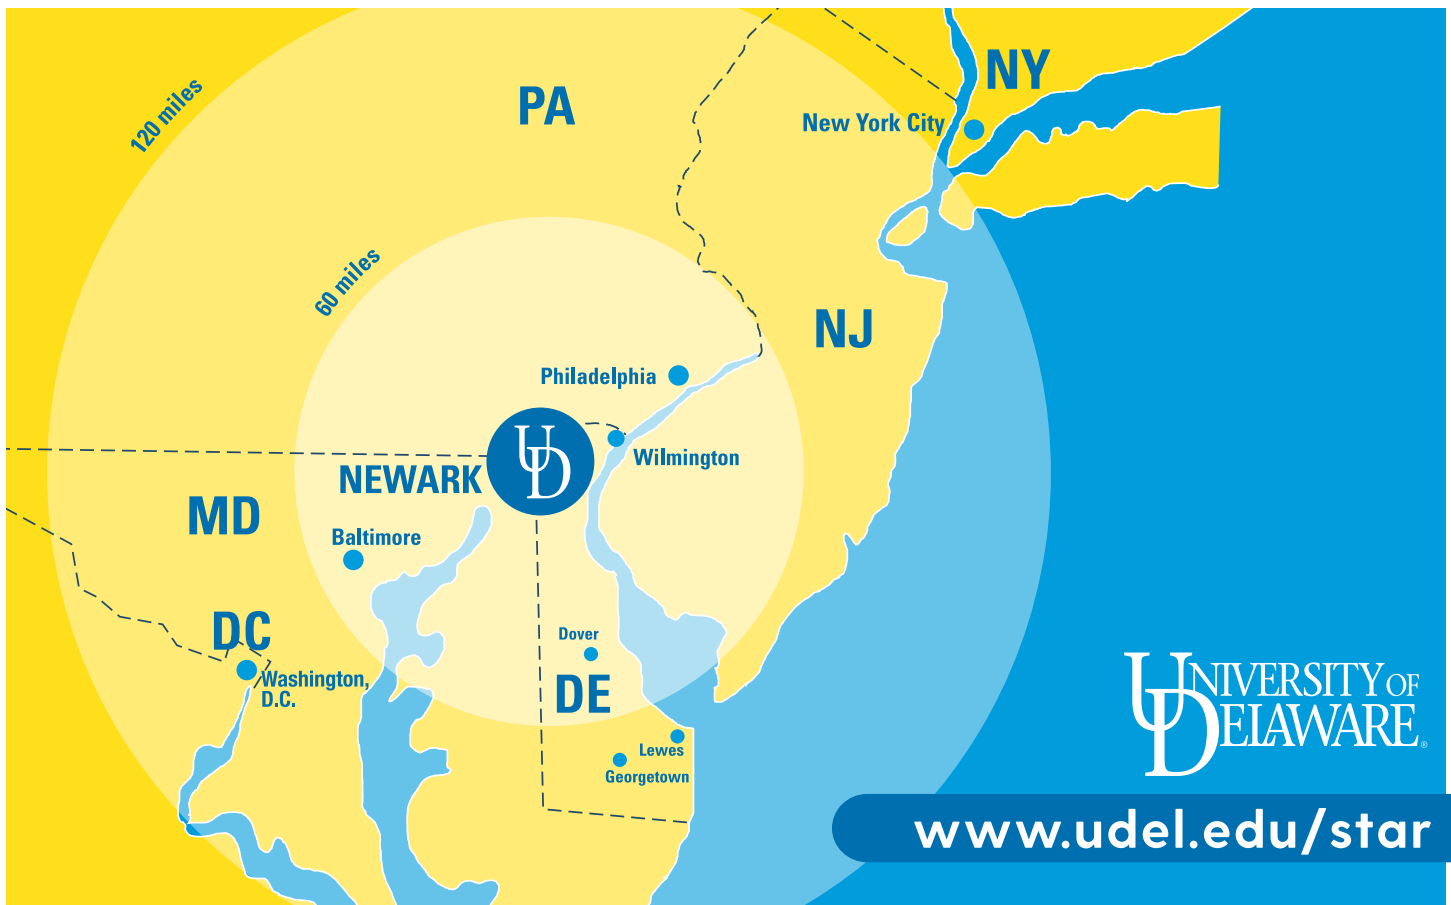 NY
120 miles
PA
New York City
60 miles
NJ
Philadelphia
UD
Wilmington
NEWARK
MD
Baltimore
DC
Dover
Washington,
D.C.
DE
Lewes
Georgetown
UNIVERSITY OF
DELAWARE®
www.udel.edu/star